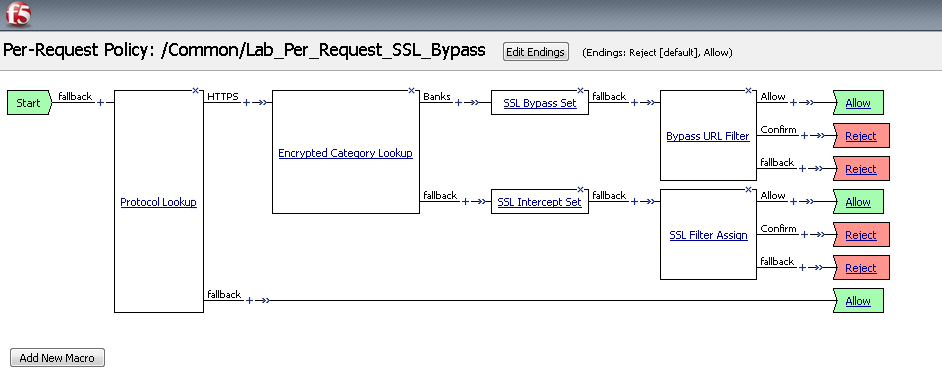 f5
Per-Request Policy: /Common/Lab_Per_Request_SSL_Bypass Edit Endings (Endings: Reject [default], Allow)
Start fallback + HTTPS + Banks + SSL Bypass Set fallback + Allow + Allow
Encrypted Category Lookup Bypass URL Filter Confirm + Reject
fallback + Reject
Protocol Lookup fallback + SSL Intercept Set fallback + Allow + Allow
SSL Filter Assign Confirm + Reject
fallback + Reject
fallback + Allow
Add New Macro